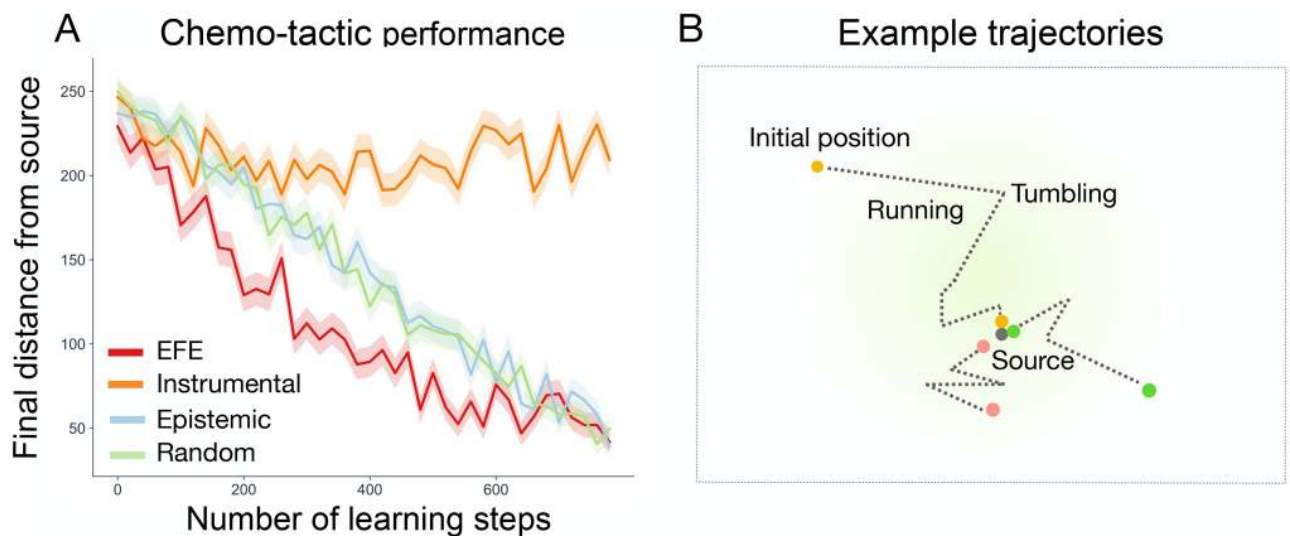 A
Chemo-tactic performance
Final distance from source
250
200
150
100
50
EFE
Instrumental
Epistemic
Random
0
200
400
600
Number of learning steps
B
Example trajectories
Initial position
Tumbling
Running
Source